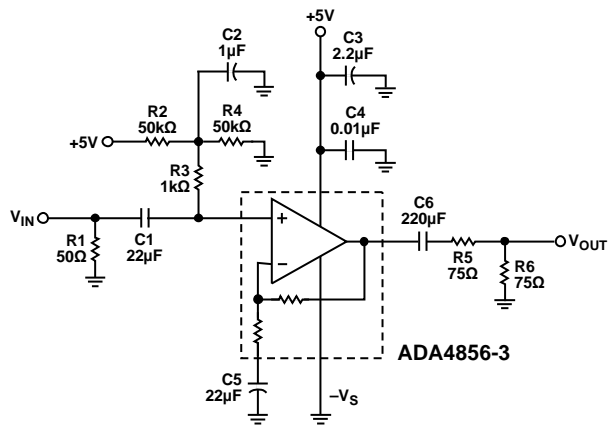 +5V
C2
1µF
C3
2.2µF
R2
50kΩ
R4
50kΩ
C4
0.01µF
+5V
R3
1kΩ
C6
220µF
VIN
+
VOUT
R1
50Ω
C1
22µF
R5
75Ω
R6
75Ω
–
ADA4856-3
C5
22µF
–VS